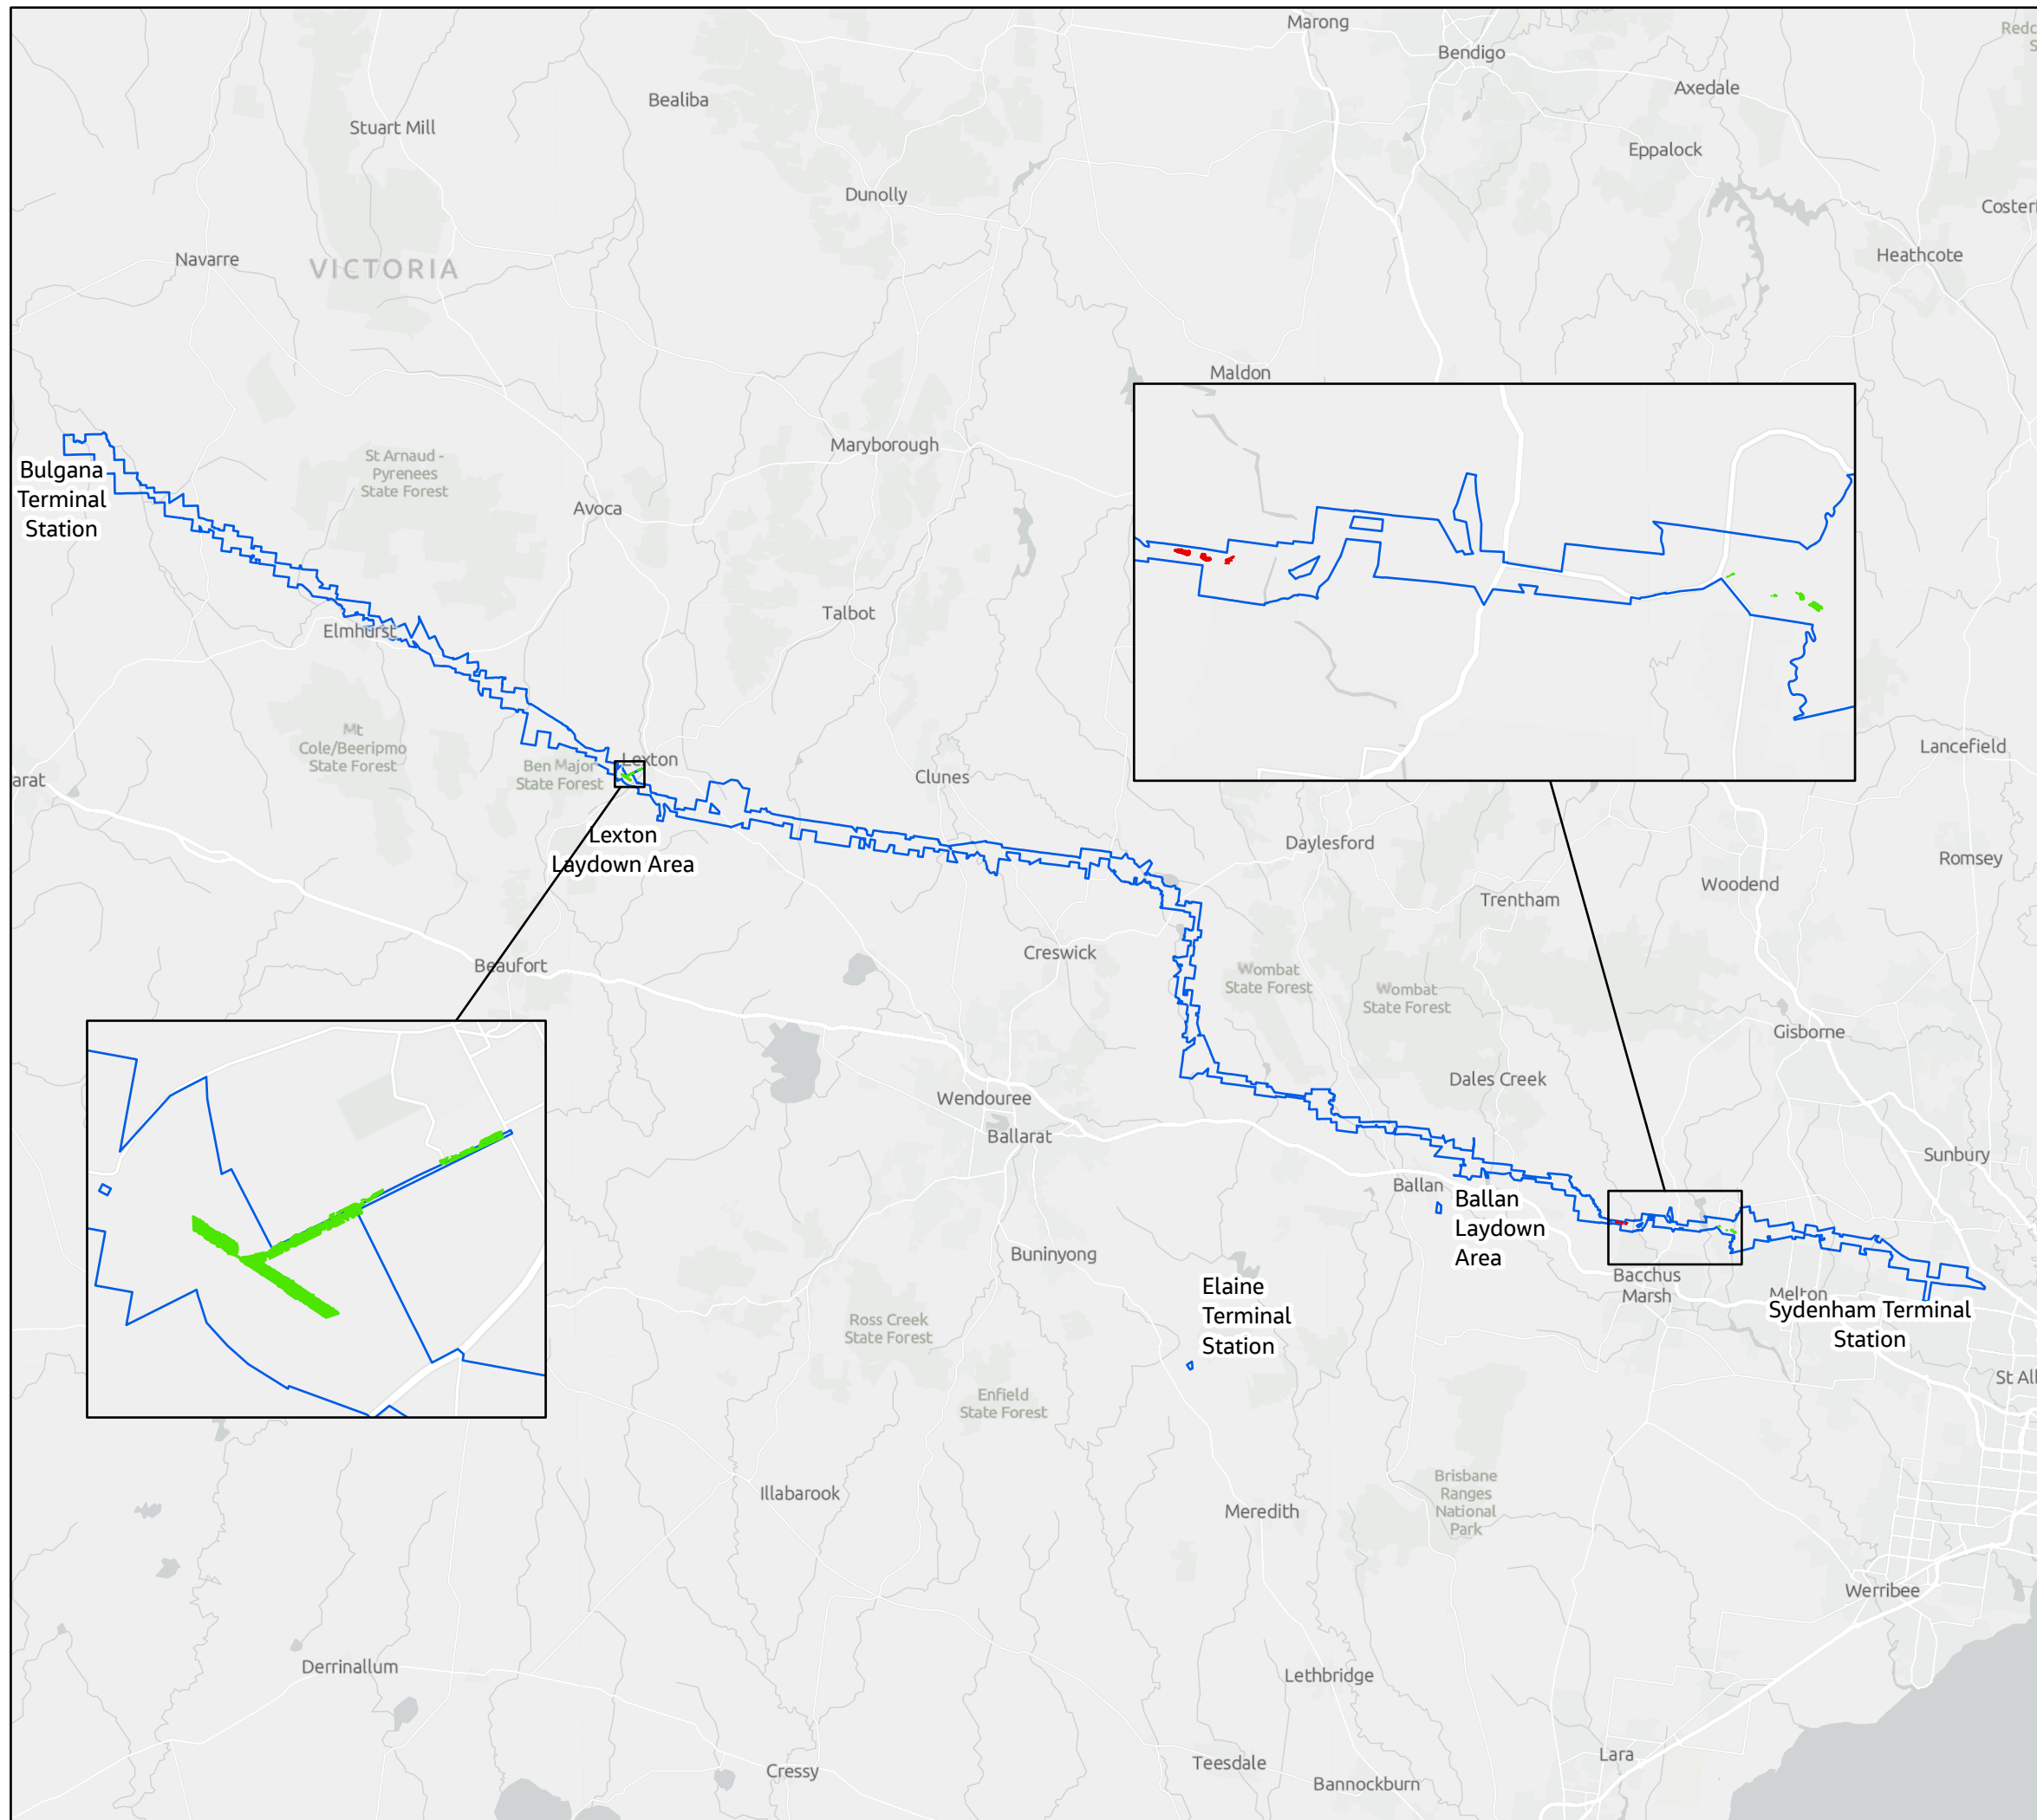 Marong
Redc
S
Bendigo
Axedale
Bealiba
Stuart Mill
Eppalock
Dunolly
Costerf
Navarre
VICTORIA
Heathcote
Maldon
Maryborough
St Arnaud -
Pyrenees
State Forest
Bulgana
Terminal
Station
Avoca
Talbot
Elmhurst
Mt
Cole/Beeripmo
State Forest
Lexton
Ben Major
State Forest
Lancefield
arat
Clunes
Lexton
Laydown Area
Daylesford
Romsey
Woodend
Trentham
Creswick
Beaufort
Wombat
State Forest
Wombat
State Forest
Gisborne
Dales Creek
Wendouree
Ballarat
Sunbury
Ballan
Ballan
Laydown
Area
Buninyong
Bacchus
Marsh
Elaine
Terminal
Station
Melton
Sydenham Terminal
Station
Ross Creek
State Forest
St Al
Enfield
State Forest
Brisbane
Ranges
National
Park
Illabarook
Meredith
Werribee
Derrinallum
Lethbridge
Lara
Teesdale
Cressy
Bannockburn